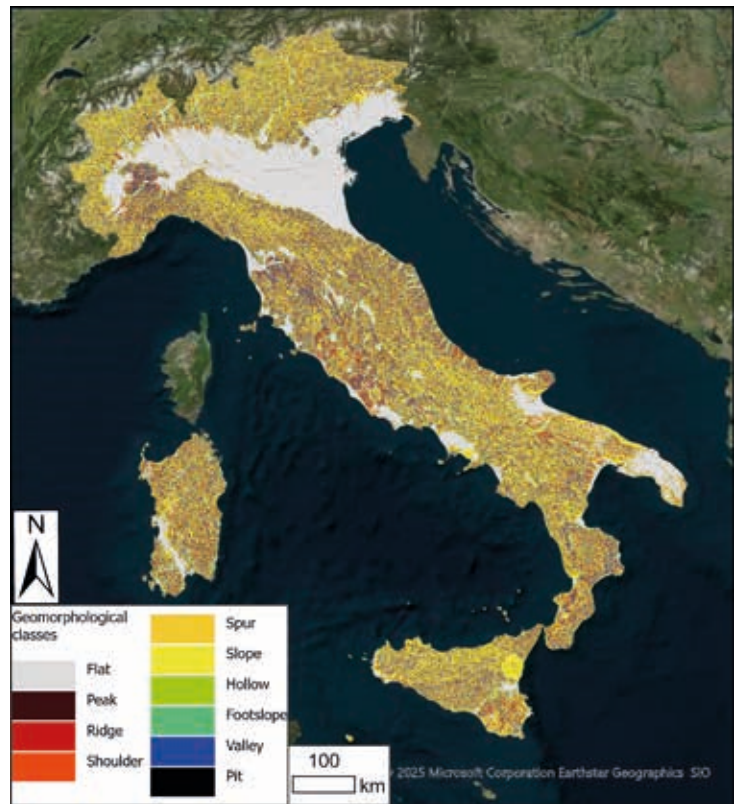 N
Geomorphological
classes
Flat
Peak
Ridge
Shoulder
Spur
Slope
Hollow
Footslope
Valley
Pit
100
km
2025 Microsoft Corporation Earthstar Geographics SIO